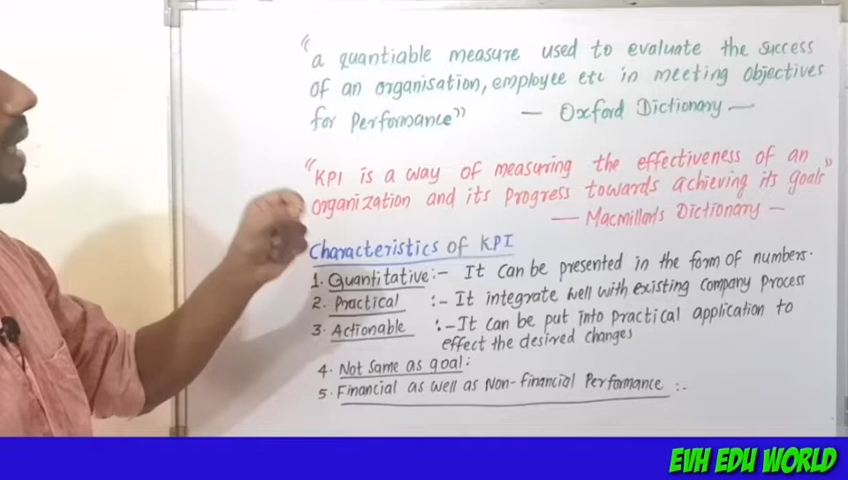 "a quantiable measure used to evaluate the success
of an organisation, employee etc in meeting objectives
for Performance" — Oxford Dictionary —
"KPI is a way of measuring the effectiveness of an
organization and its Progress towards achieving its goals"
— Macmillan's Dictionary —
Characteristics of KPI
1. Quantitative :- It can be presented in the form of numbers.
2. Practical :- It integrate well with existing Company Process
3. Actionable :- It can be put into practical application to
effect the desired changes
4. Not same as goal :
5. Financial as well as Non-financial Performance :-
EVH EDU WORLD